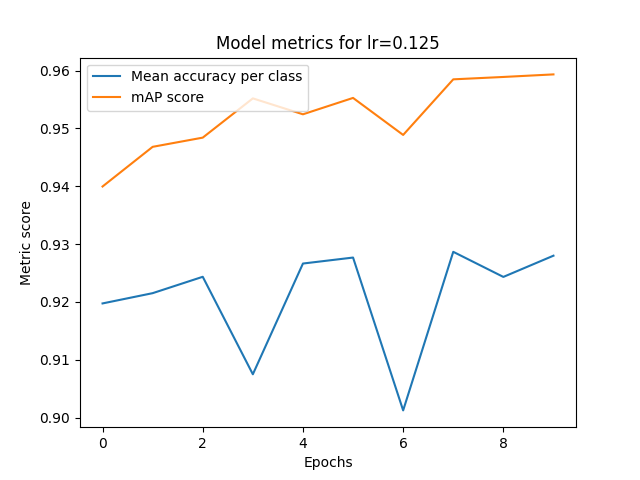 Model metrics for lr=0.125
Mean accuracy per class
mAP score
0.96
0.95
0.94
0.93
0.92
0.91
0.90
Metric score
0 2 4 6 8
Epochs